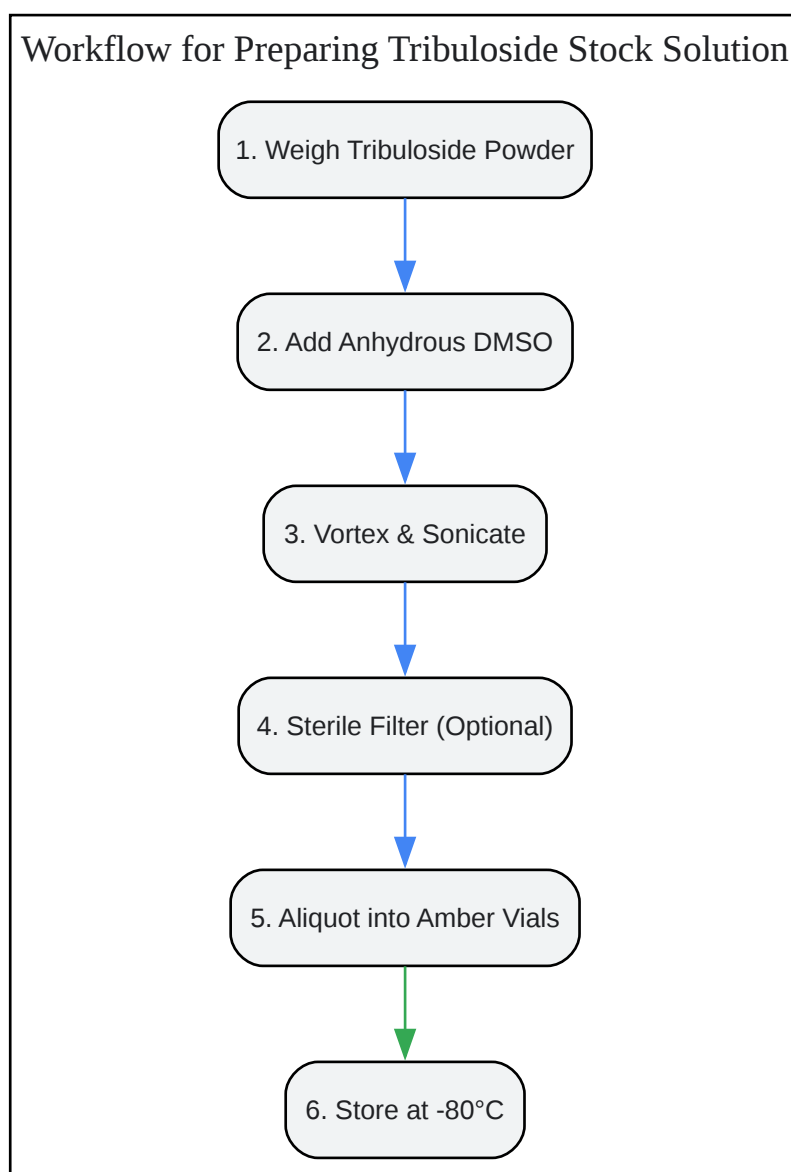 Workflow for Preparing Tribuloside Stock Solution
1. Weigh Tribuloside Powder
2. Add Anhydrous DMSO
3. Vortex & Sonicate
4. Sterile Filter (Optional)
5. Aliquot into Amber Vials
6. Store at -80°C